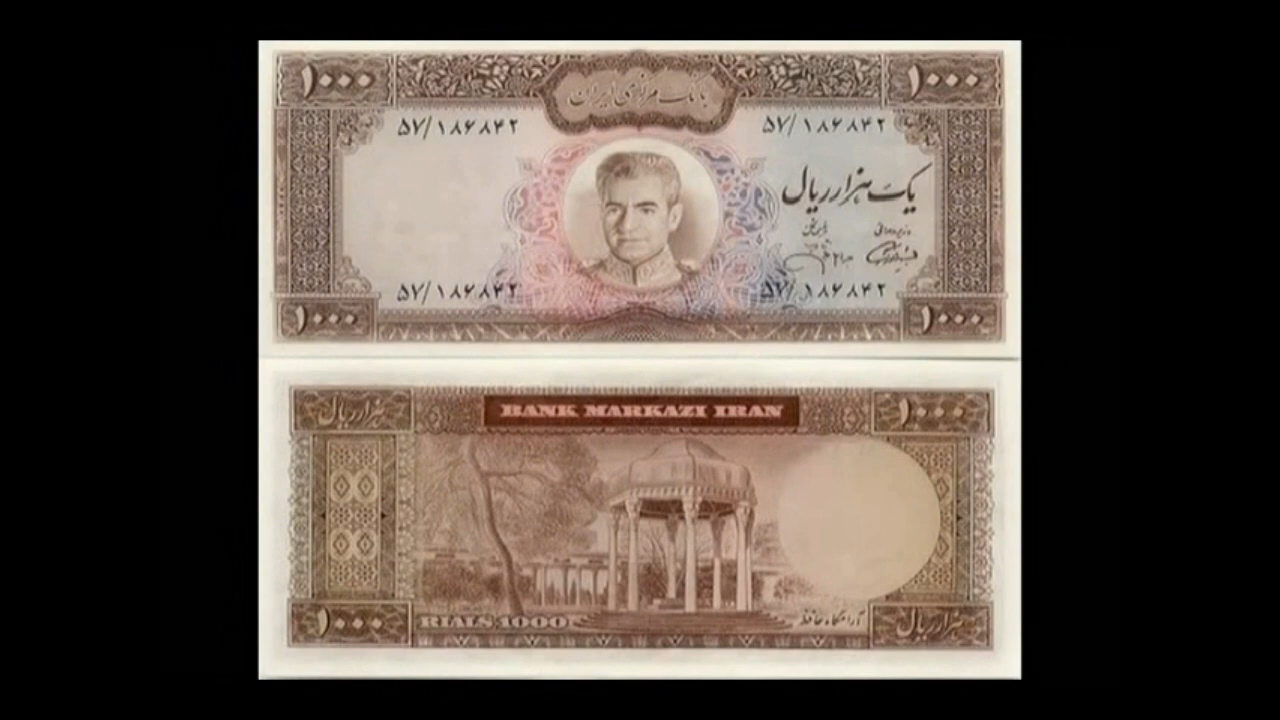 ۱۰۰۰ بانک مرکزی ایران ۱۰۰۰
۵۷/۱۸۶۸۴۲ ۵۷/۱۸۶۸۴۲
یک هزار ریال
۵۷/۱۸۶۸۴۲ ۵۷/۱۸۶۸۴۲
۱۰۰۰ ۱۰۰۰
هزار ریال BANK MARKAZI IRAN ۱۰۰۰
۱۰۰۰ RIALS 1000 آرامگاه حافظ هزار ریال